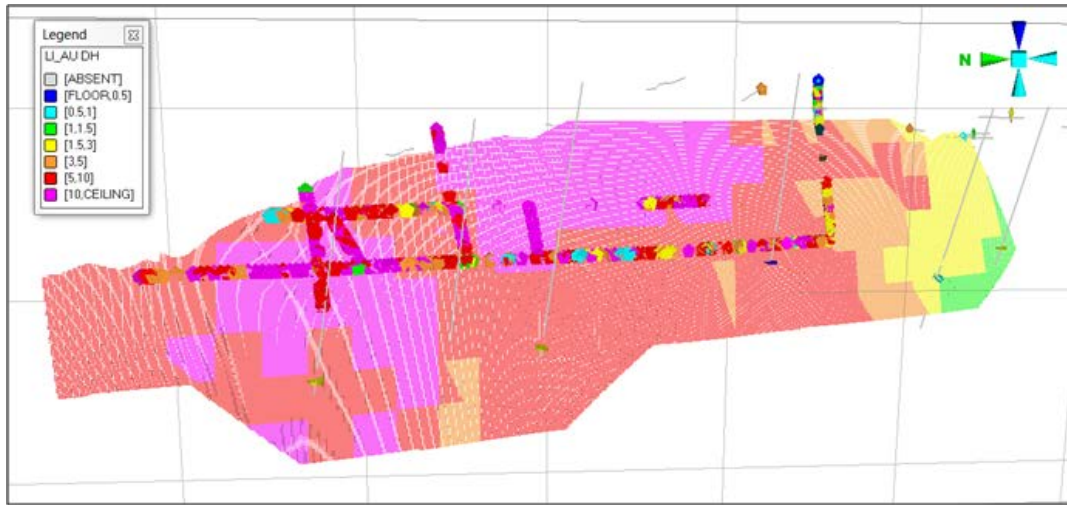 Legend
LI_AU DH
[ABSENT]
[FLOOR,0.5]
[0.5,1]
[1,1.5]
[1.5,3]
[3,5]
[5,10]
[10,CEILING]
N